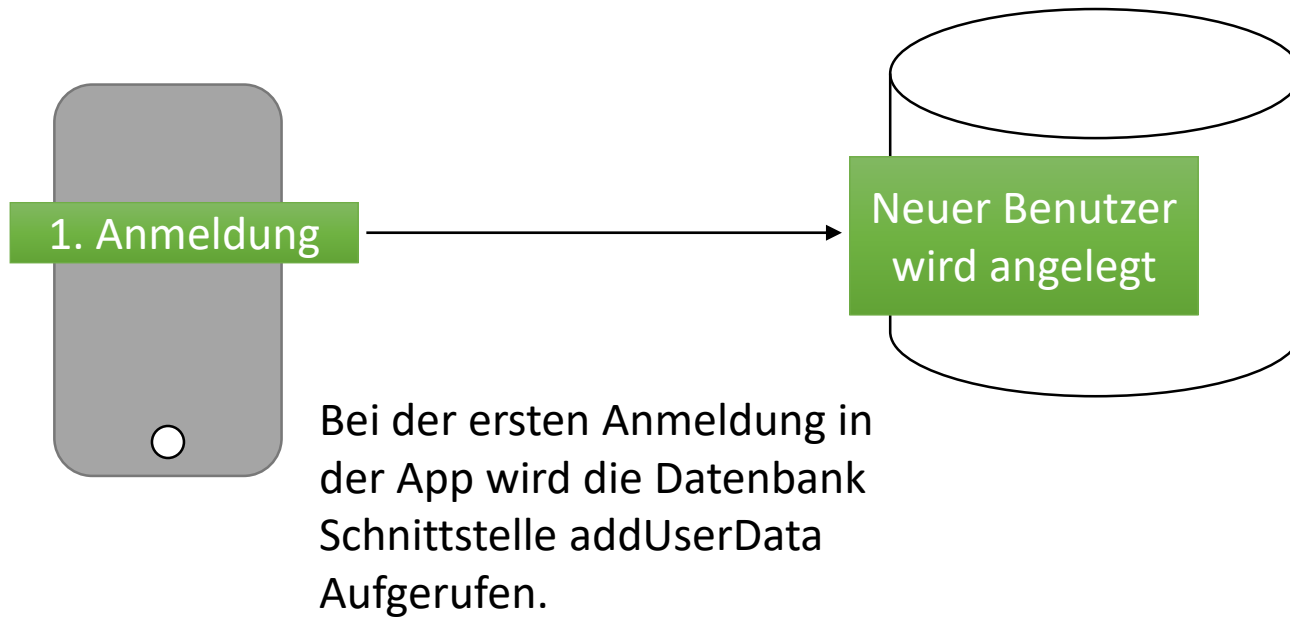 1. Anmeldung
Neuer Benutzer
wird angelegt
Bei der ersten Anmeldung in
der App wird die Datenbank
Schnittstelle addUserData
Aufgerufen.